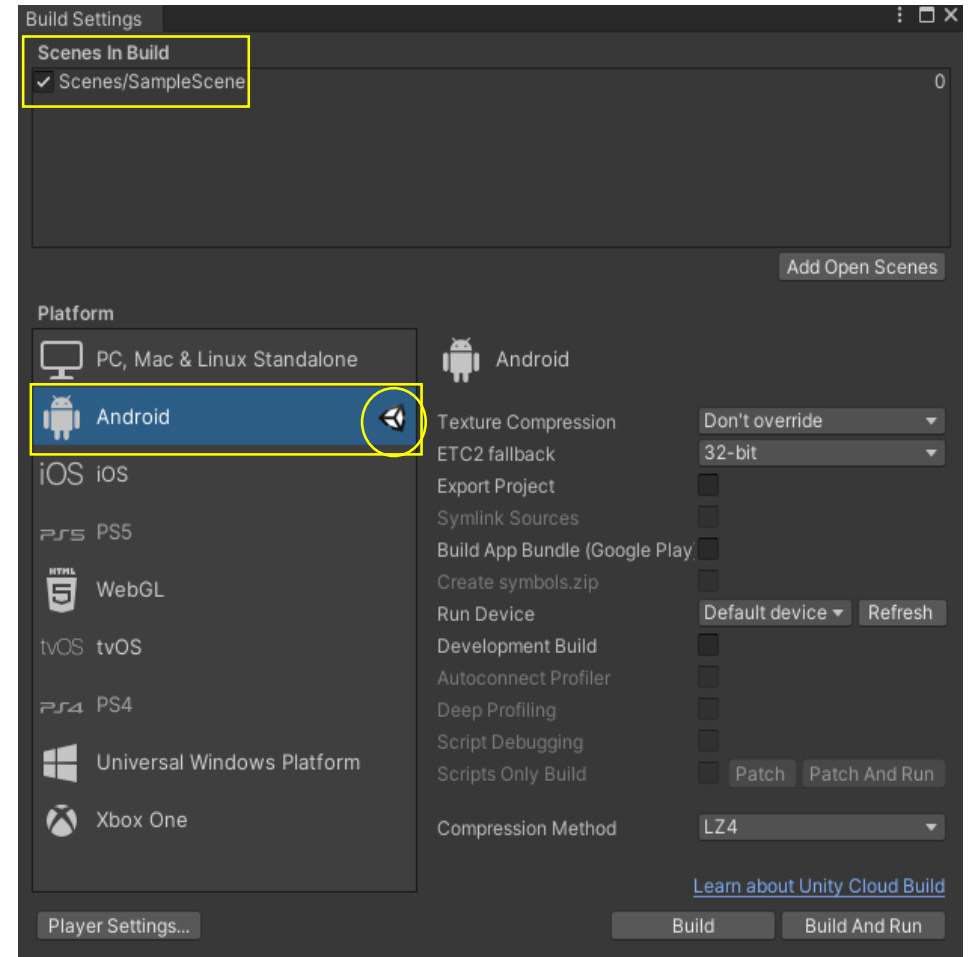 Build Settings
Scenes In Build
Scenes/SampleScene 0
Add Open Scenes
Platform
PC, Mac & Linux Standalone
Android
Android
Texture Compression Don't override
ETC2 fallback 32-bit
iOS iOS
Export Project
Symlink Sources
PS5 PS5
Build App Bundle (Google Play)
HTML
5 WebGL
Create symbols.zip
Run Device Default device Refresh
tvOS tvOS
Development Build
Autoconnect Profiler
PS4 PS4
Deep Profiling
Script Debugging
Universal Windows Platform
Scripts Only Build Patch Patch And Run
Xbox One
Compression Method LZ4
Learn about Unity Cloud Build
Player Settings... Build Build And Run